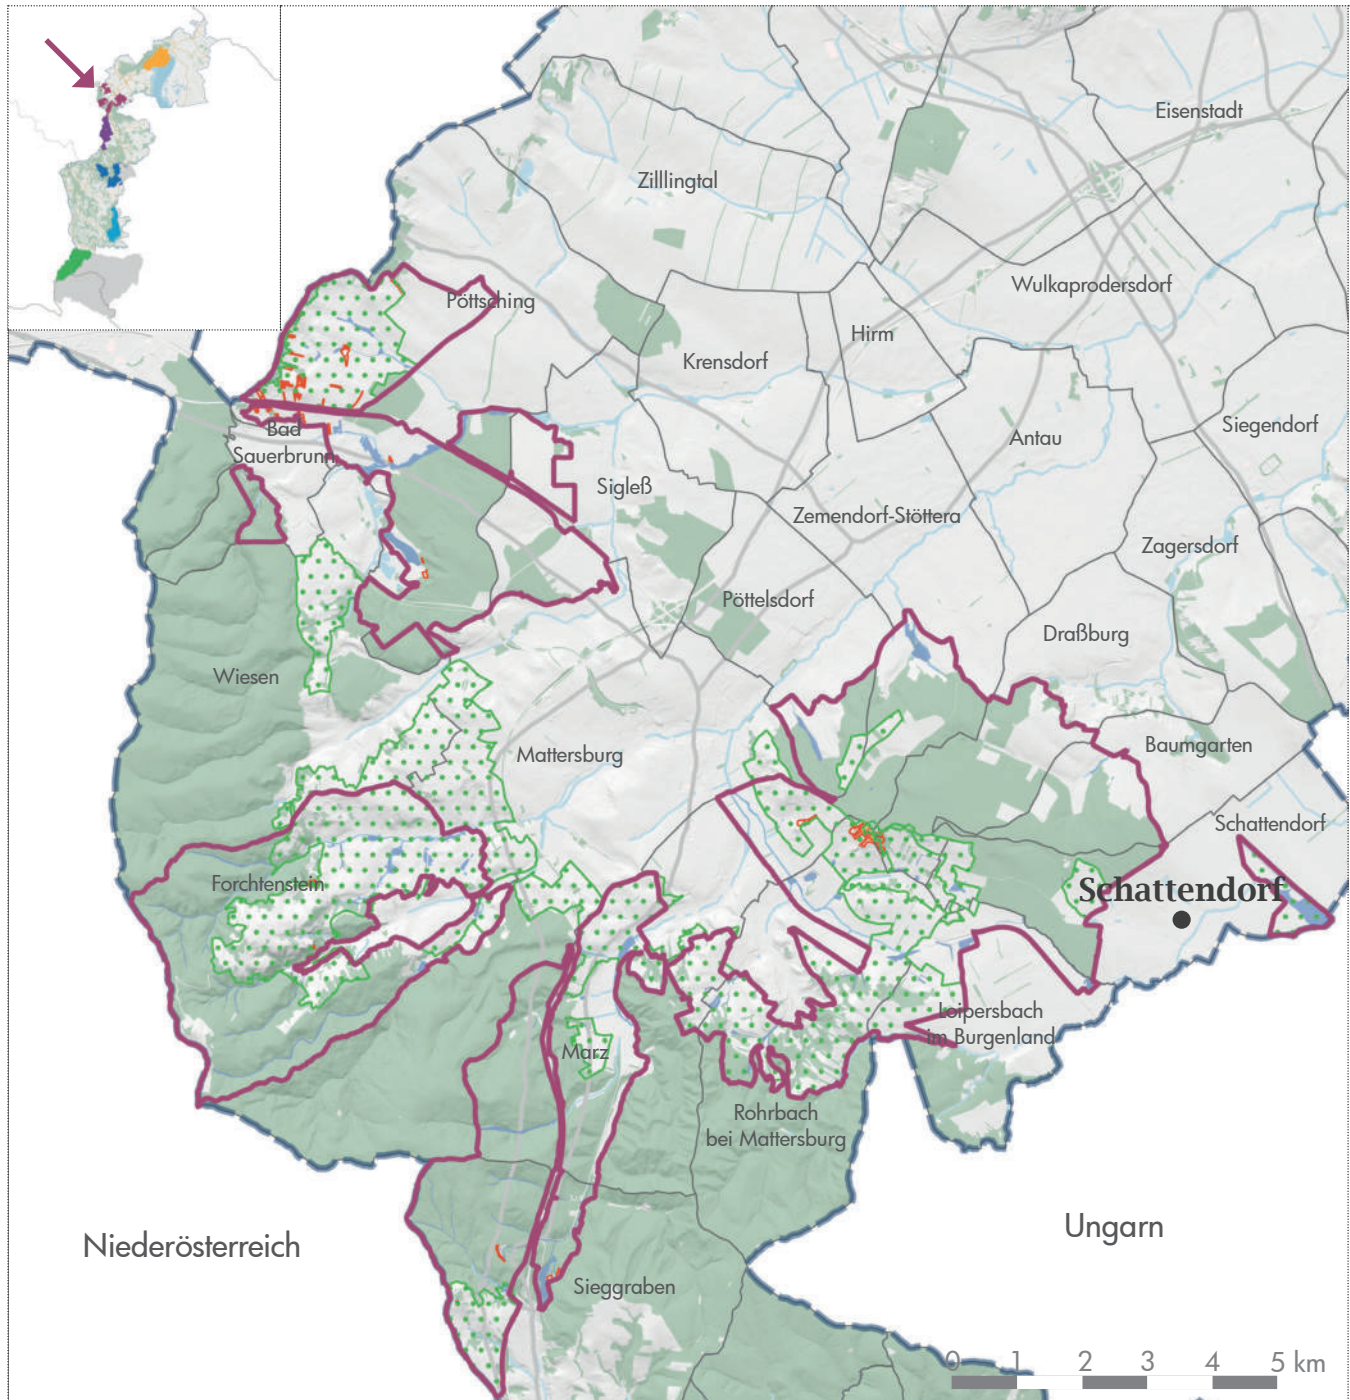 Eisenstadt
Zilllingtal
Wulkaprodersdorf
Pöttsching
Hirm
Krensdorf
Siegendorf
Antau
Bad
Sauerbrunn
Sigleß
Zemendorf-Stöttera
Zagersdorf
Pöttelsdorf
Draßburg
Wiesen
Mattersburg
Baumgarten
Schattendorf
Forchtenstein
Schattendorf
Loipersbach
im Burgenland
Marz
Rohrbach
bei Mattersburg
Ungarn
Niederösterreich
Sieggraben
0 1 2 3 4 5 km